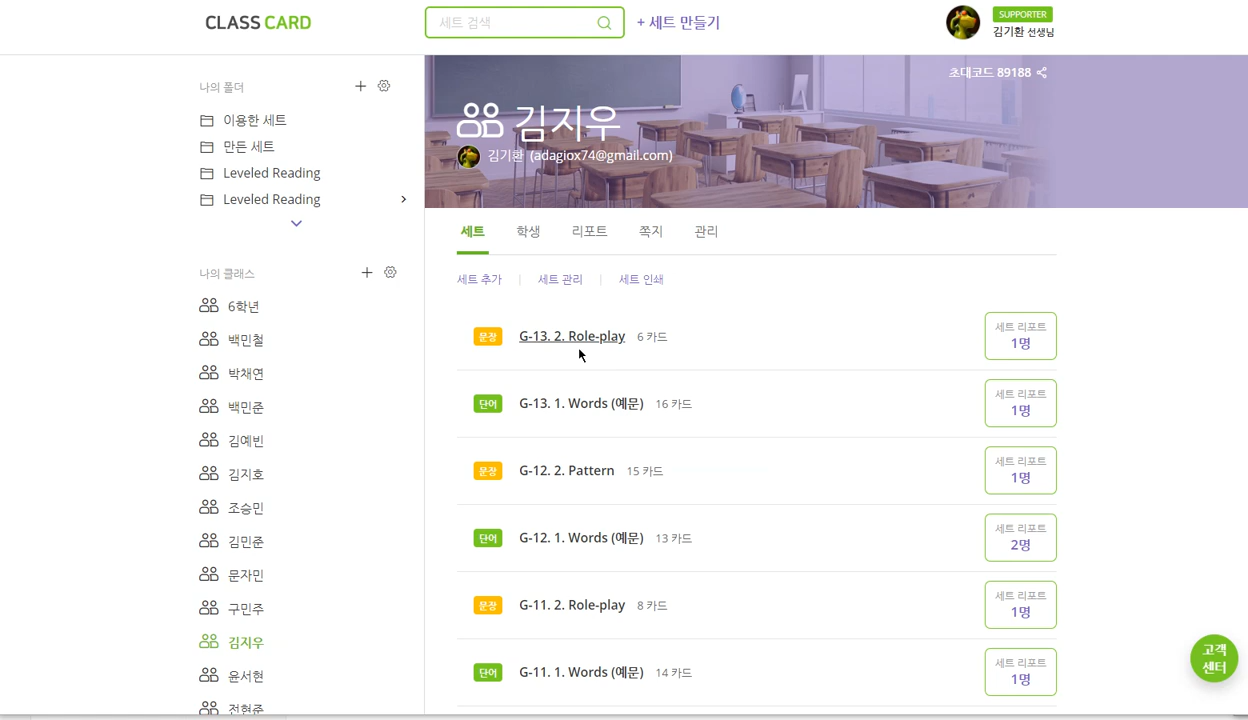 CLASS CARD
세트 검색
+ 세트 만들기
SUPPORTER
김기환 선생님
나의 폴더
이용한 세트
만든 세트
Leveled Reading
Leveled Reading
나의 클래스
6학년
백민철
박채연
백민준
김예빈
김지호
조승민
김민준
문자민
구민주
김지우
윤서현
전현준
초대코드 89188
김지우
김기환 (adagiox74@gmail.com)
세트 학생 리포트 쪽지 관리
세트 추가 | 세트 관리 | 세트 인쇄
문장 G-13. 2. Role-play 6 카드
세트 리포트
1명
단어 G-13. 1. Words (예문) 16 카드
세트 리포트
1명
문장 G-12. 2. Pattern 15 카드
세트 리포트
1명
단어 G-12. 1. Words (예문) 13 카드
세트 리포트
2명
문장 G-11. 2. Role-play 8 카드
세트 리포트
1명
단어 G-11. 1. Words (예문) 14 카드
세트 리포트
1명
고객
센터